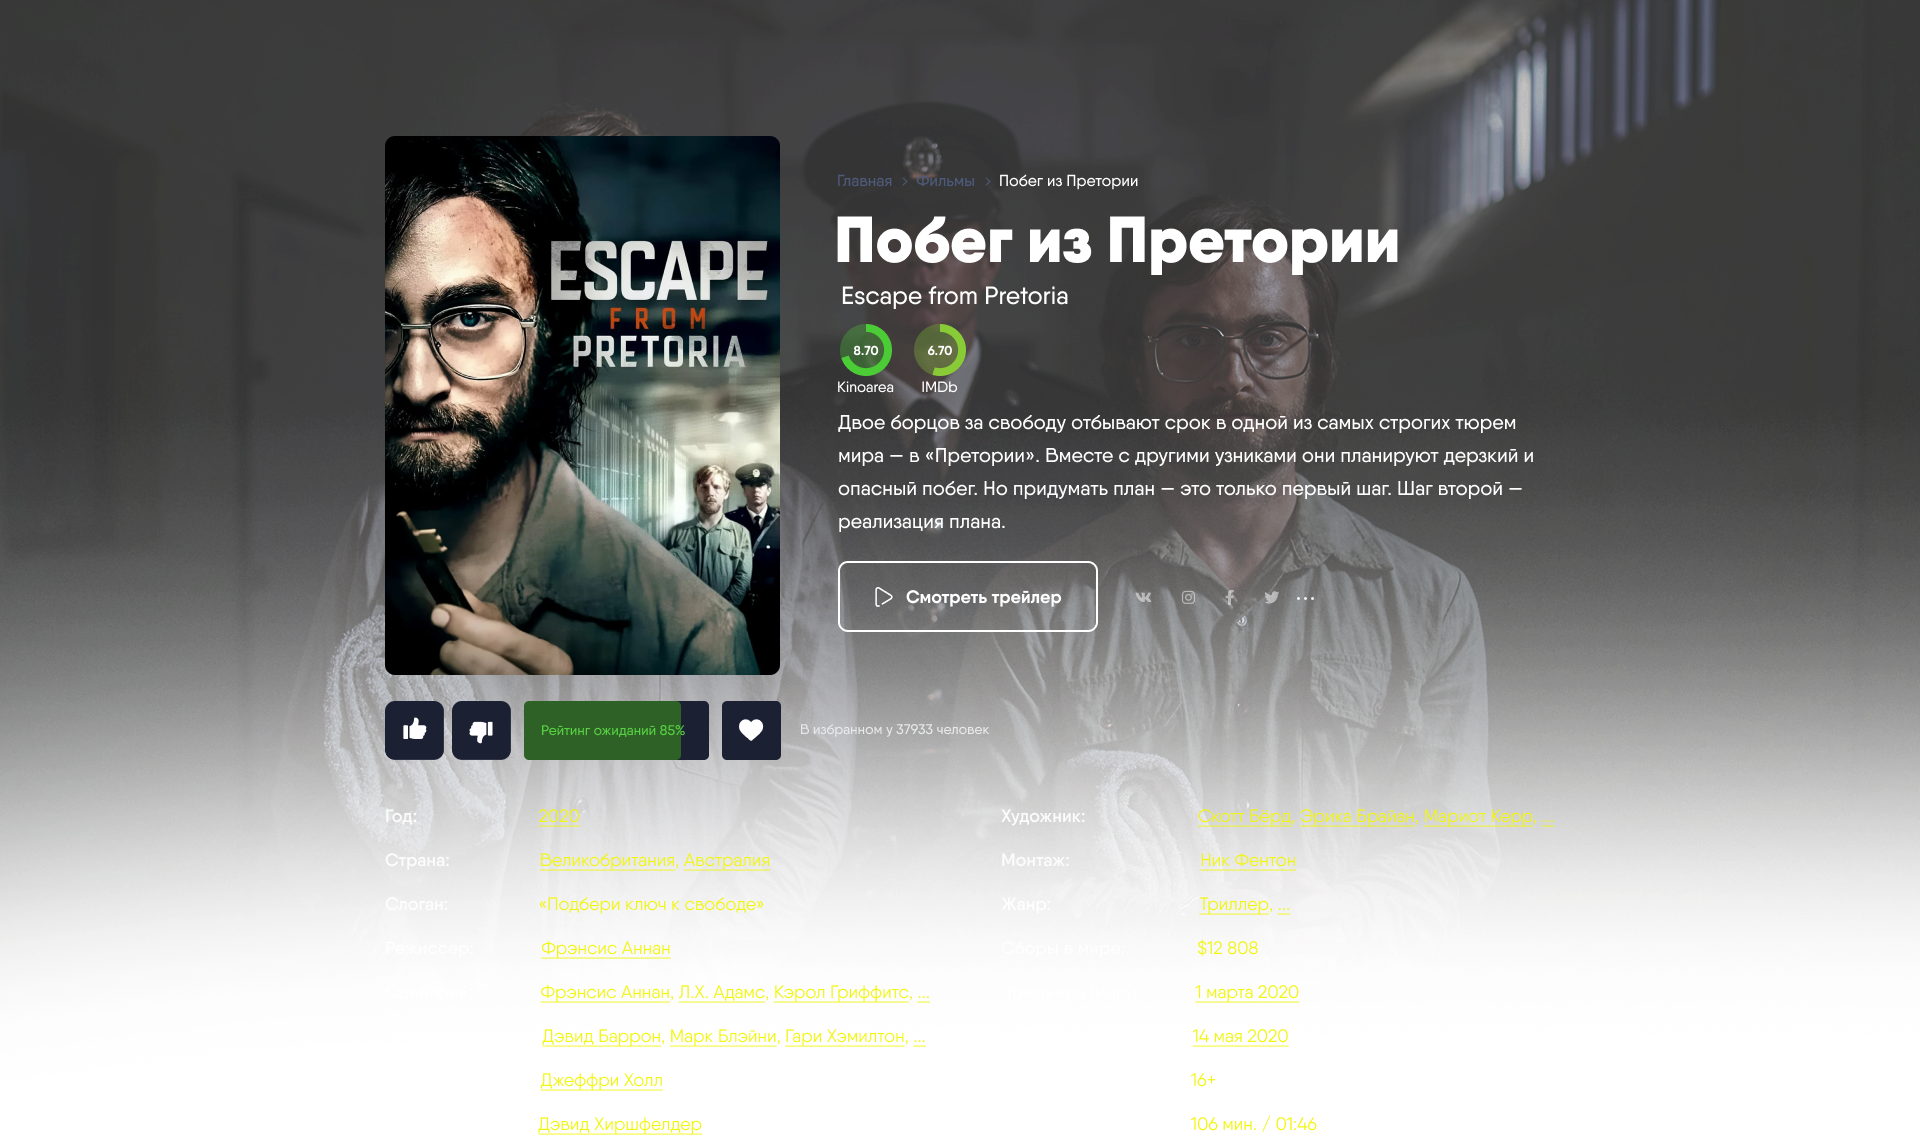 Главная > Фильмы > Побег из Претории
Побег из Претории
Escape from Pretoria
ESCAPE
FROM
PRETORIA
8.70 6.70
Kinoarea IMDb
Двое борцов за свободу отбывают срок в одной из самых строгих тюрем
мира — в «Претории». Вместе с другими узниками они планируют дерзкий и
опасный побег. Но придумать план — это только первый шаг. Шаг второй —
реализация плана.
Смотреть трейлер
Рейтинг ожиданий 85%
В избранном у 37933 человек
Год: 2020
Страна: Великобритания, Австралия
Слоган: «Подбери ключ к свободе»
Режиссер: Фрэнсис Аннан
Фрэнсис Аннан, Л.Х. Адамс, Кэрол Гриффитс, ...
Дэвид Баррон, Марк Блэйни, Гари Хэмилтон, ...
Джеффри Холл
Дэвид Хиршфелдер
Художник: Скотт Бёрд, Эрика Брайен, Мэриот Карр, ...
Монтаж: Ник Фентон
Жанр: Триллер, ...
Сборы в мире: $12 808
1 марта 2020
14 мая 2020
16+
106 мин. / 01:46